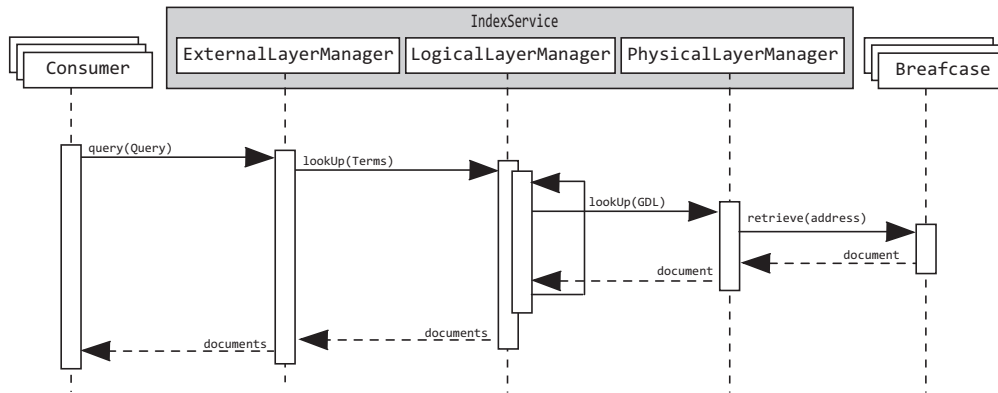 IndexService
Consumer
ExternalLayerManager
LogicalLayerManager
PhysicalLayerManager
Breafcase
query(Query)
lookUp(Terms)
lookUp(GDL)
retrieve(address)
document
document
documents
documents